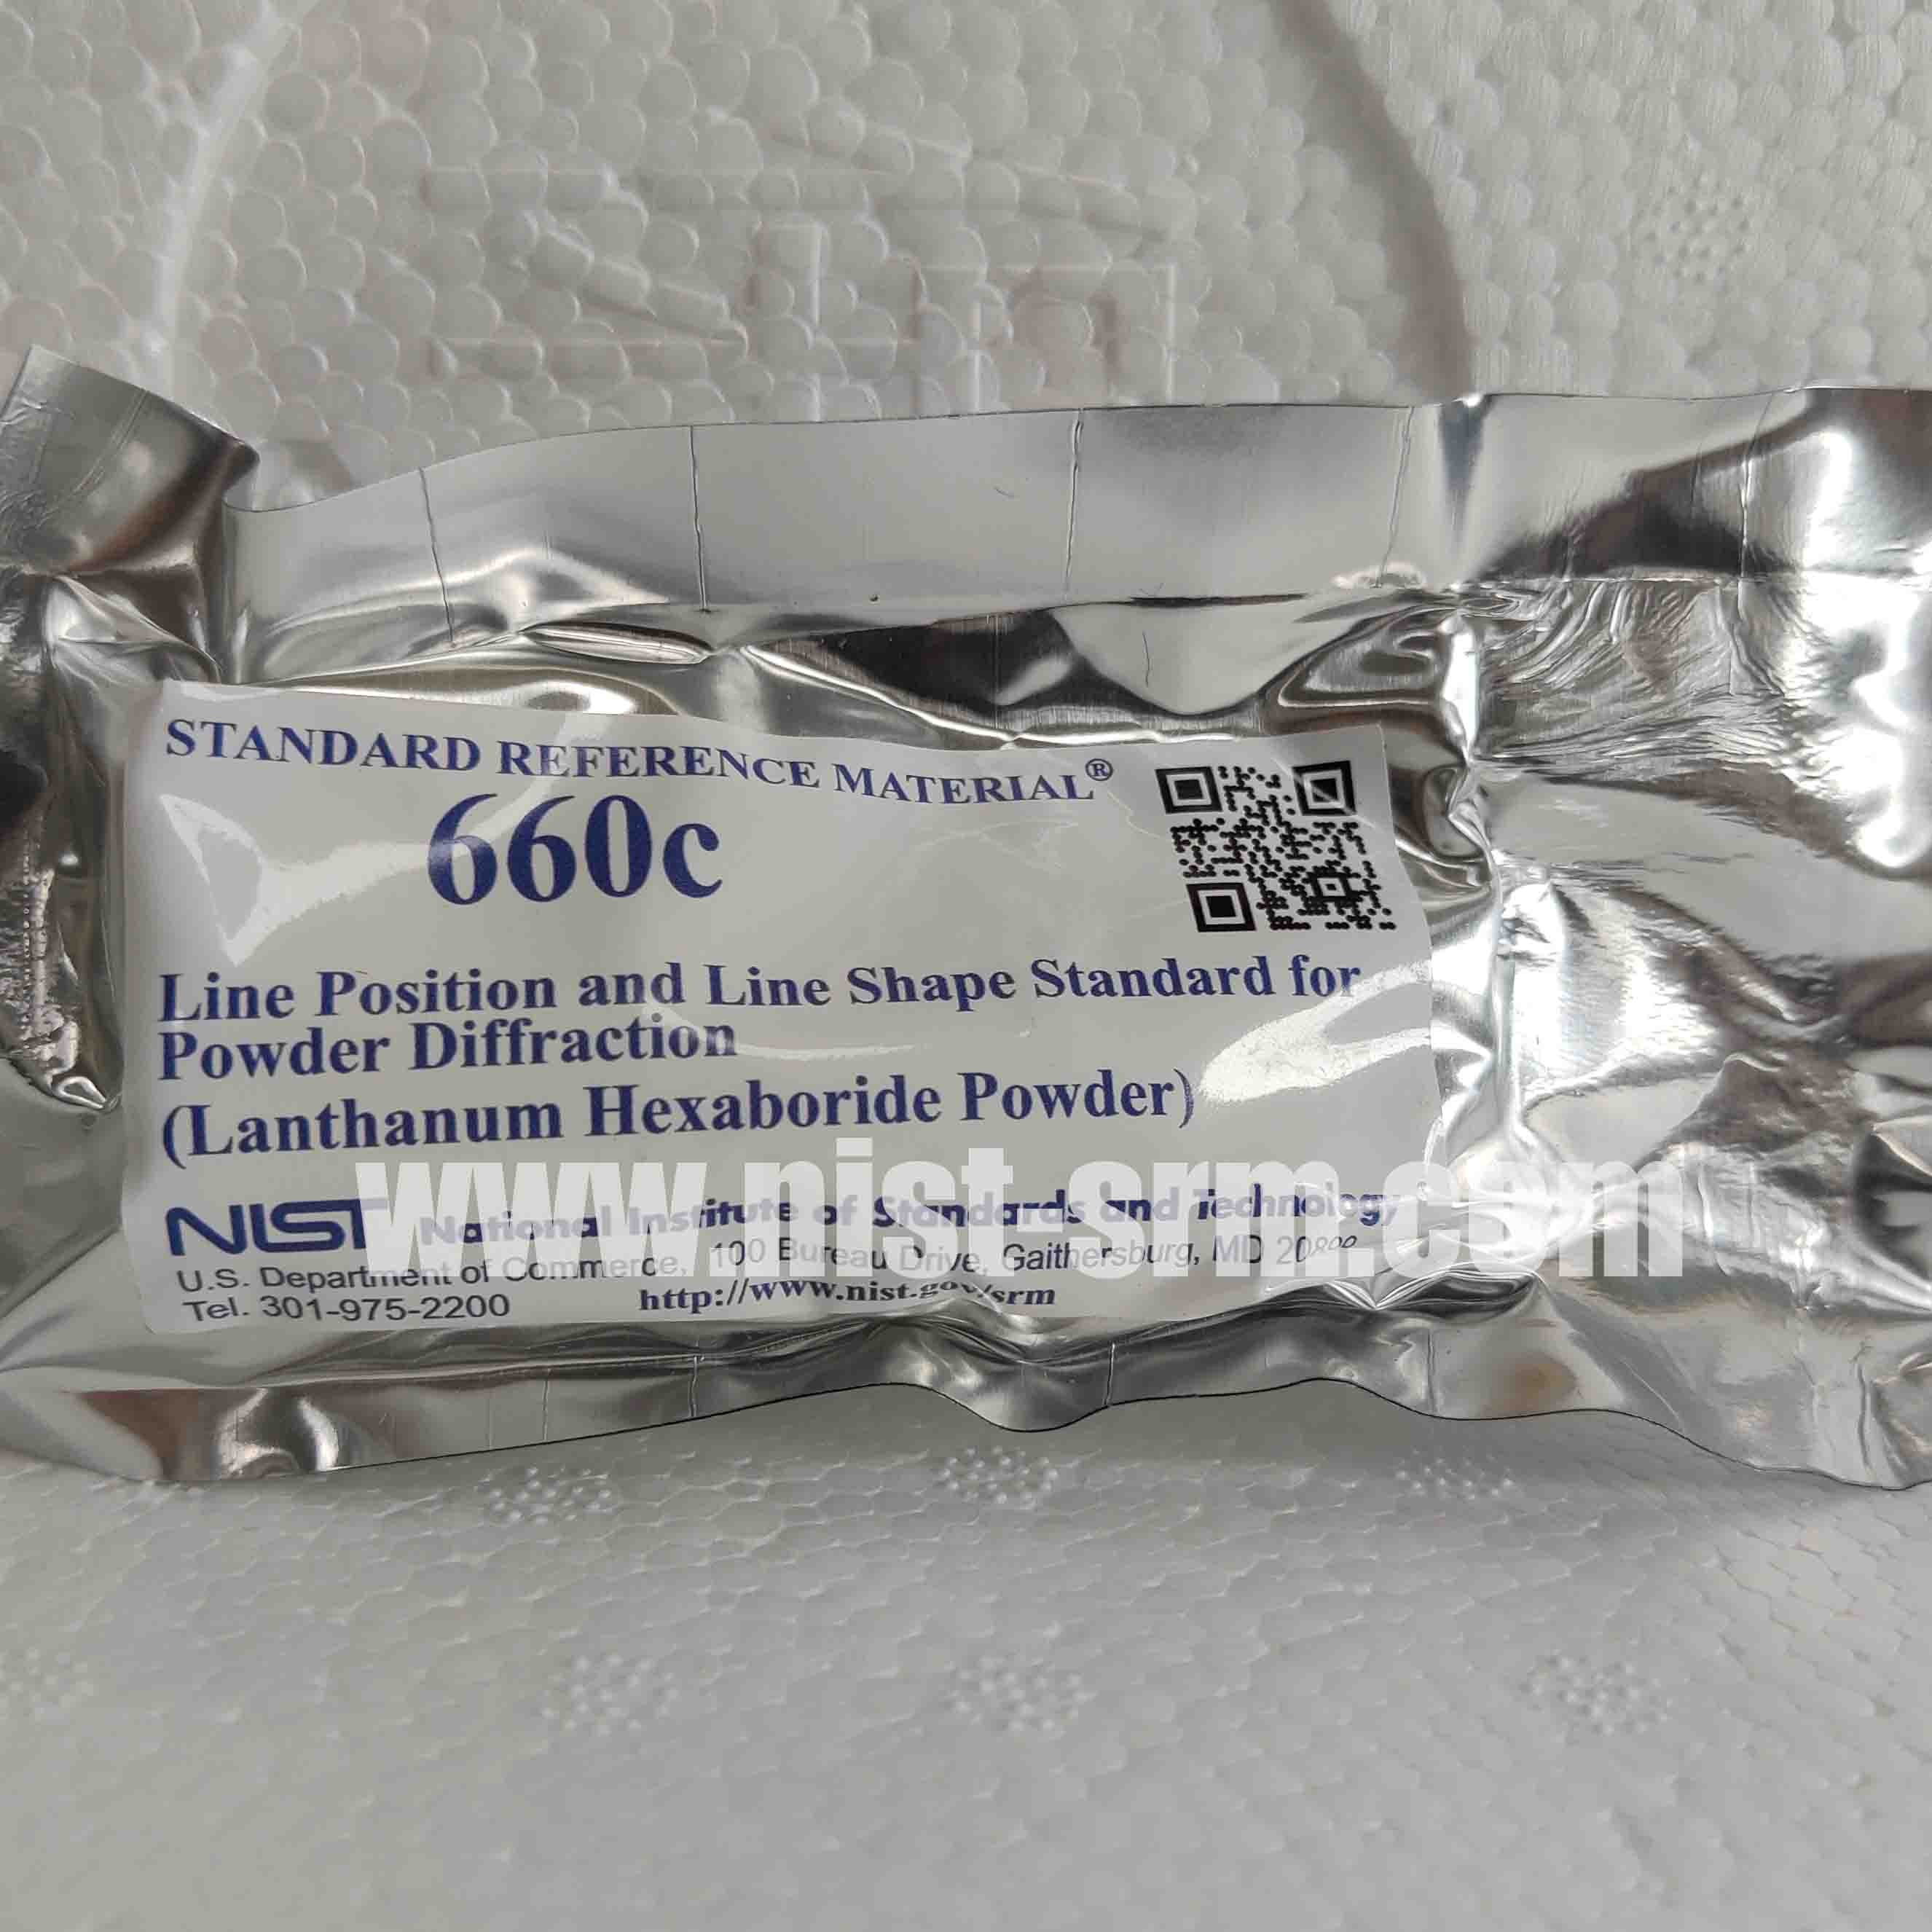 STANDARD REFERENCE MATERIAL®
660c
Line Position and Line Shape Standard for
Powder Diffraction
(Lanthanum Hexaboride Powder)
www.nist-srm.com
NIST National Institute of Standards and Technology
U.S. Department of Commerce, 100 Bureau Drive, Gaithersburg, MD
Tel. 301-975-2200 http://www.nist.gov/srm